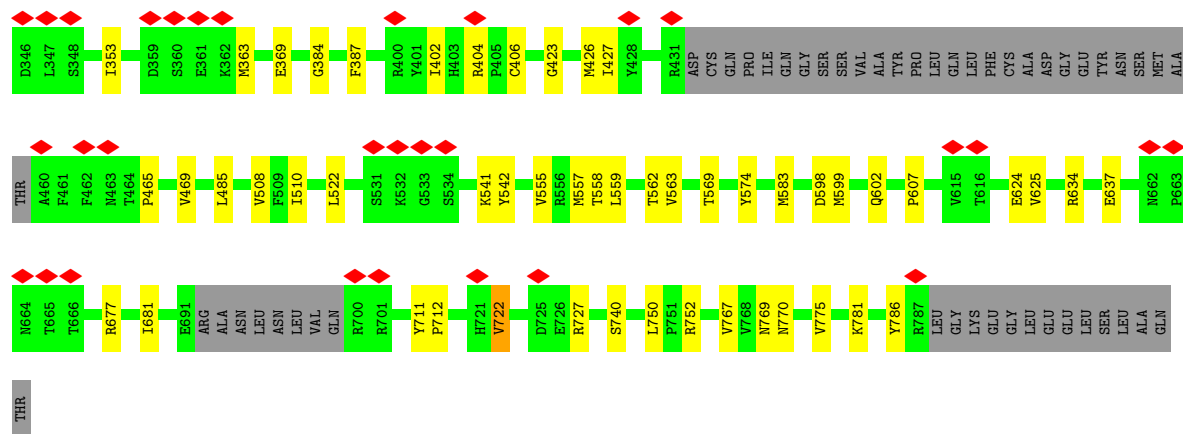 D346 L347 S348 I353 D359 S360 E361 K362 M363 E369 G384 F387 R400 Y401 I402 H403 R404 P405 C406 G423 M426 I427 Y428 R431 ASP CYS GLN PRO ILE GLN GLY SER SER VAL ALA TYR PRO LEU GLN LEU PHE CYS ALA ASP GLY GLU TYR ASN SER MET ALA
THR A460 F461 F462 N463 T464 P465 V469 L485 V508 F509 I510 L522 S531 K532 G533 S534 K541 Y542 V555 R556 M557 T558 L559 T562 V563 T569 Y574 M583 D598 M599 Q602 P607 V615 T616 E624 V625 R634 E637 N662 P663
N664 T665 T666 R677 I681 E691 ARG ALA ASN LEU ASN LEU VAL GLN R700 R701 Y711 P712 H721 V722 D725 E726 R727 S740 L750 P751 R752 V767 V768 N769 N770 V775 K781 Y786 R787 LEU GLY LYS GLU GLY LEU GLU GLU LEU SER LEU ALA GLN
THR